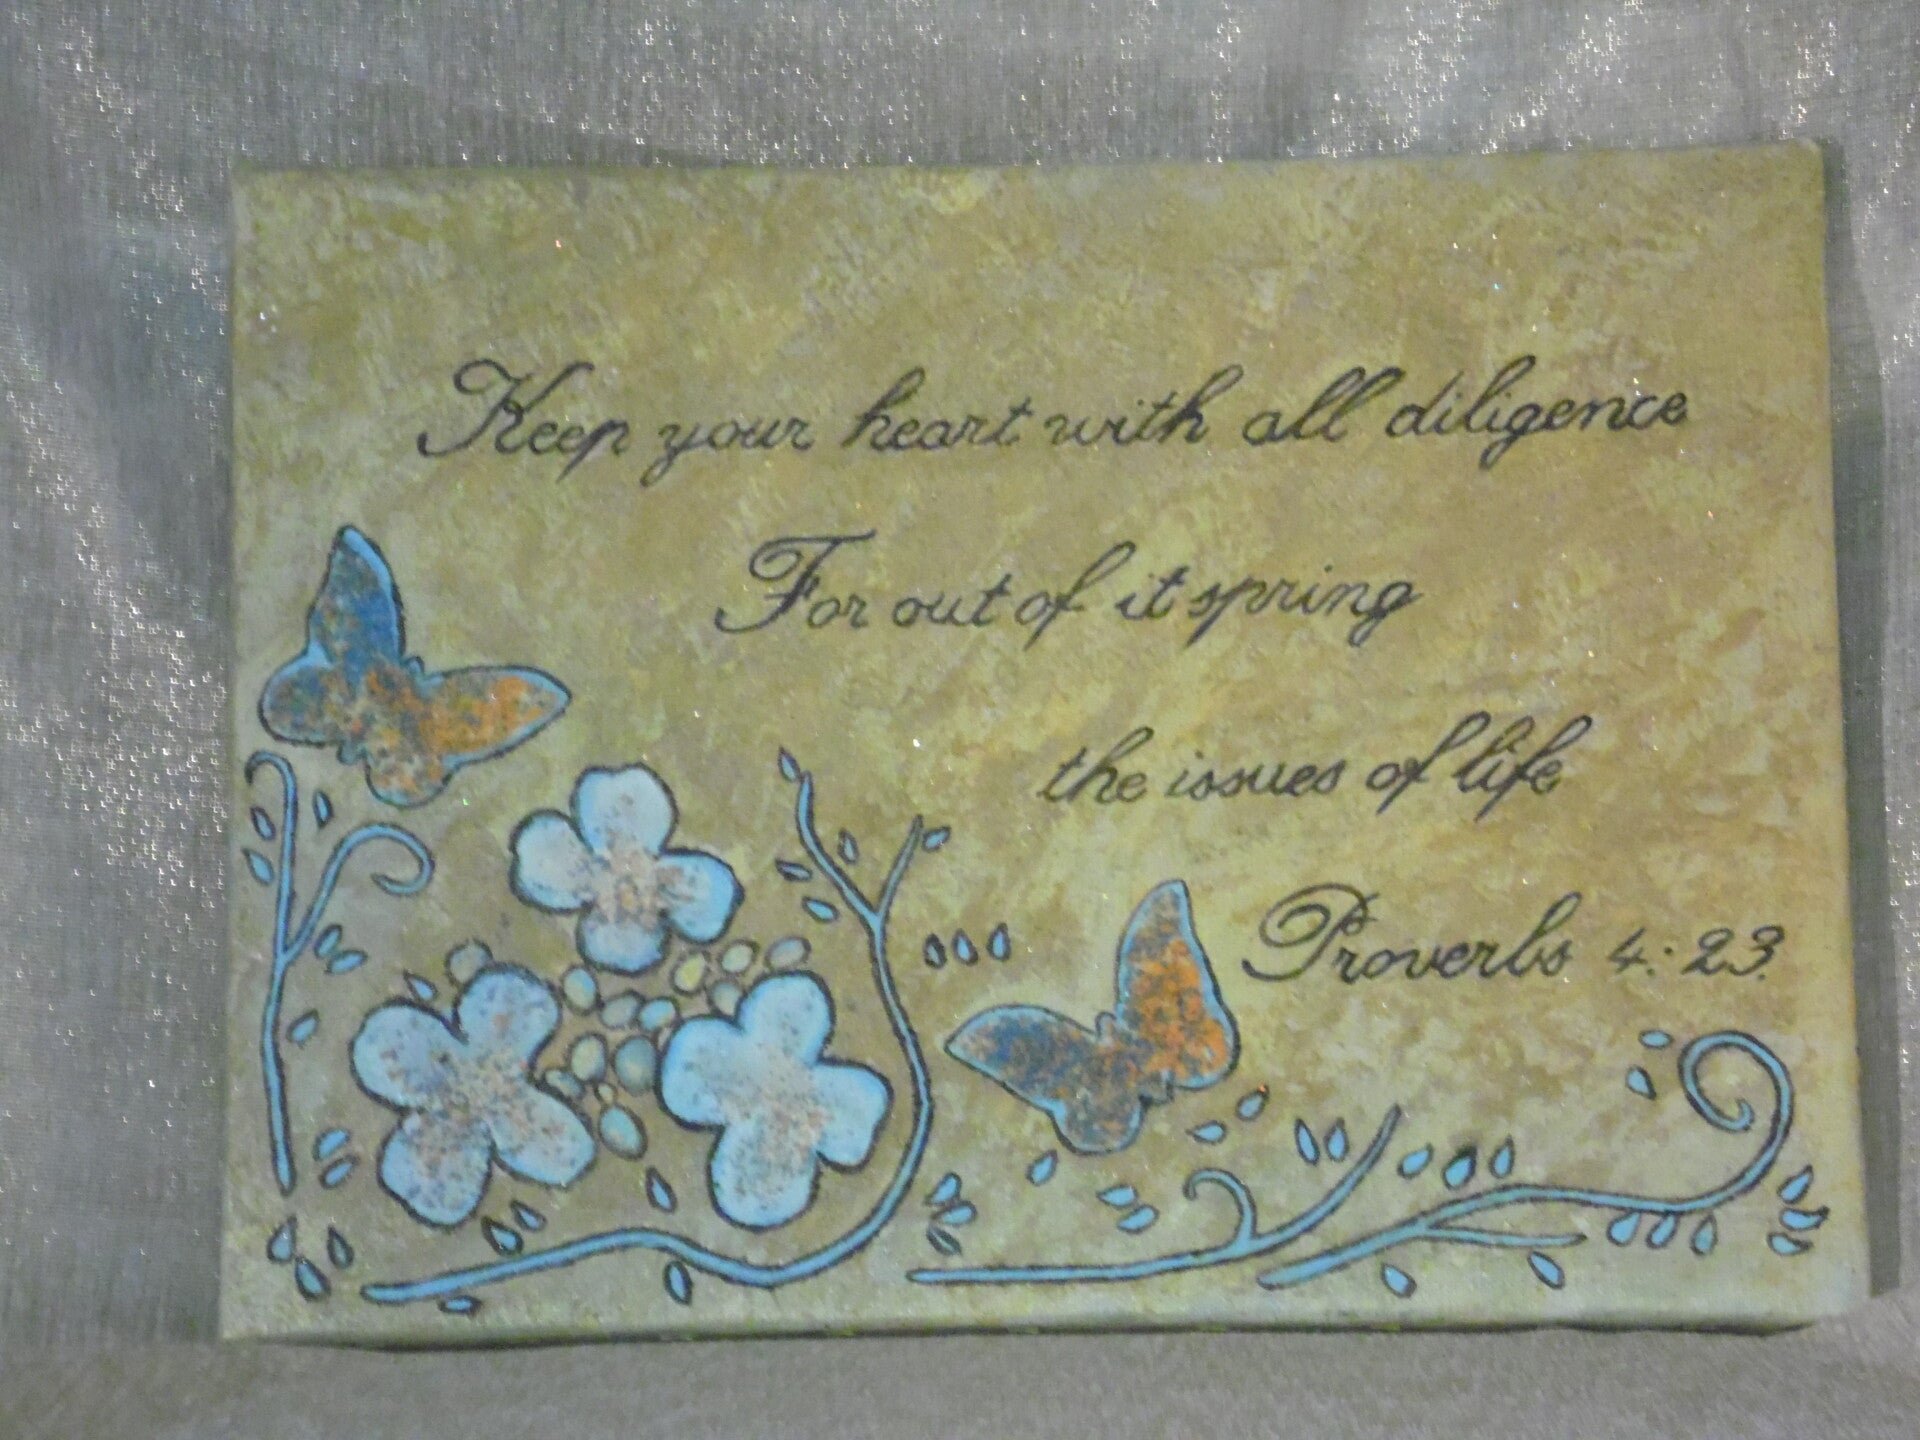 Keep your heart with all diligence
For out of it spring
the issues of life
Proverbs 4:23